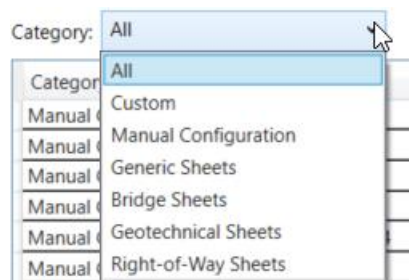 Category: All
Categor
All
Custom
Manual
Manual Configuration
Manual
Generic Sheets
Manual
Bridge Sheets
Manual
Geotechnical Sheets
Manual
Right-of-Way Sheets
Manual